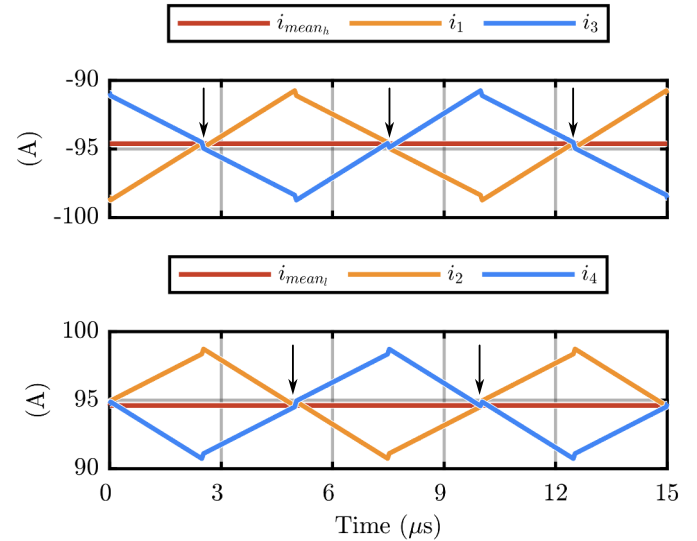 i_{mean_h} i_1 i_3
-90
-95
-100
(A)
i_{mean_l} i_2 i_4
100
95
90
(A)
0 3 6 9 12 15
Time (μs)